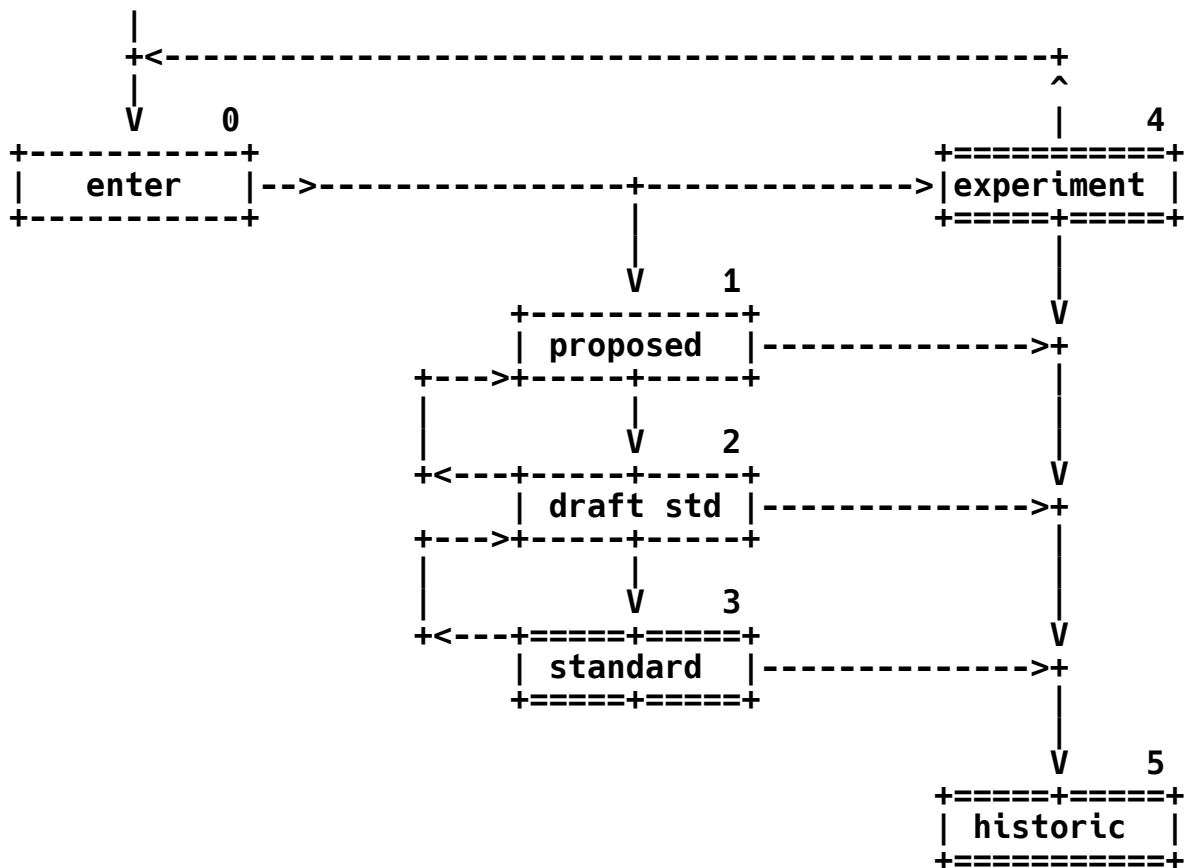 0
4
enter
experiment
1
proposed
2
draft std
3
standard
5
historic